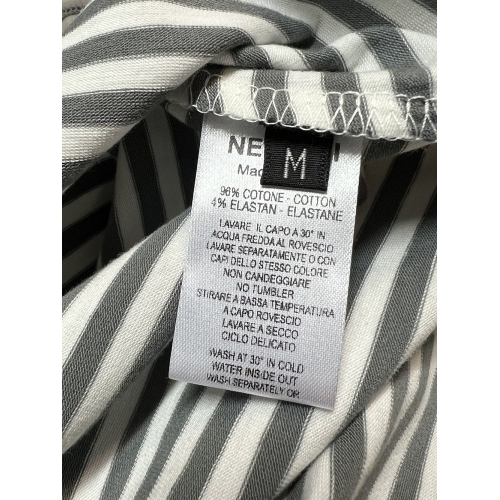 M
96% COTONE - COTTON
4% ELASTAN - ELASTANE
LAVARE IL CAPO A 30° IN
ACQUA FREDDA AL ROVESCIO
LAVARE SEPARATAMENTE O CON
CAPI DELLO STESSO COLORE
NON CANDEGGIARE
NO TUMBLER
STIRARE A BASSA TEMPERATURA
A CAPO ROVESCIO
LAVARE A SECCO
CICLO DELICATO
WASH AT 30° IN COLD
WATER INSIDE OUT
WASH SEPARATELY OR